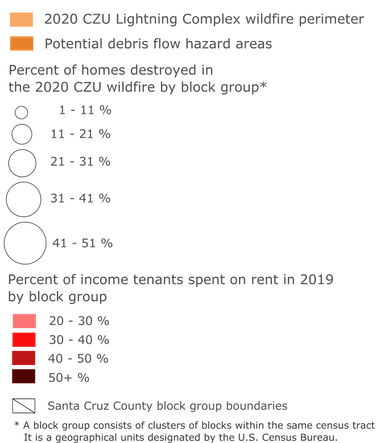 2020 CZU Lightning Complex wildfire perimeter
Potential debris flow hazard areas
Percent of homes destroyed in
the 2020 CZU wildfire by block group*
1 - 11 %
11 - 21 %
21 - 31 %
31 - 41 %
41 - 51 %
Percent of income tenants spent on rent in 2019
by block group
20 - 30 %
30 - 40 %
40 - 50 %
50+ %
Santa Cruz County block group boundaries
* A block group consists of clusters of blocks within the same census tract
It is a geographical units designated by the U.S. Census Bureau.